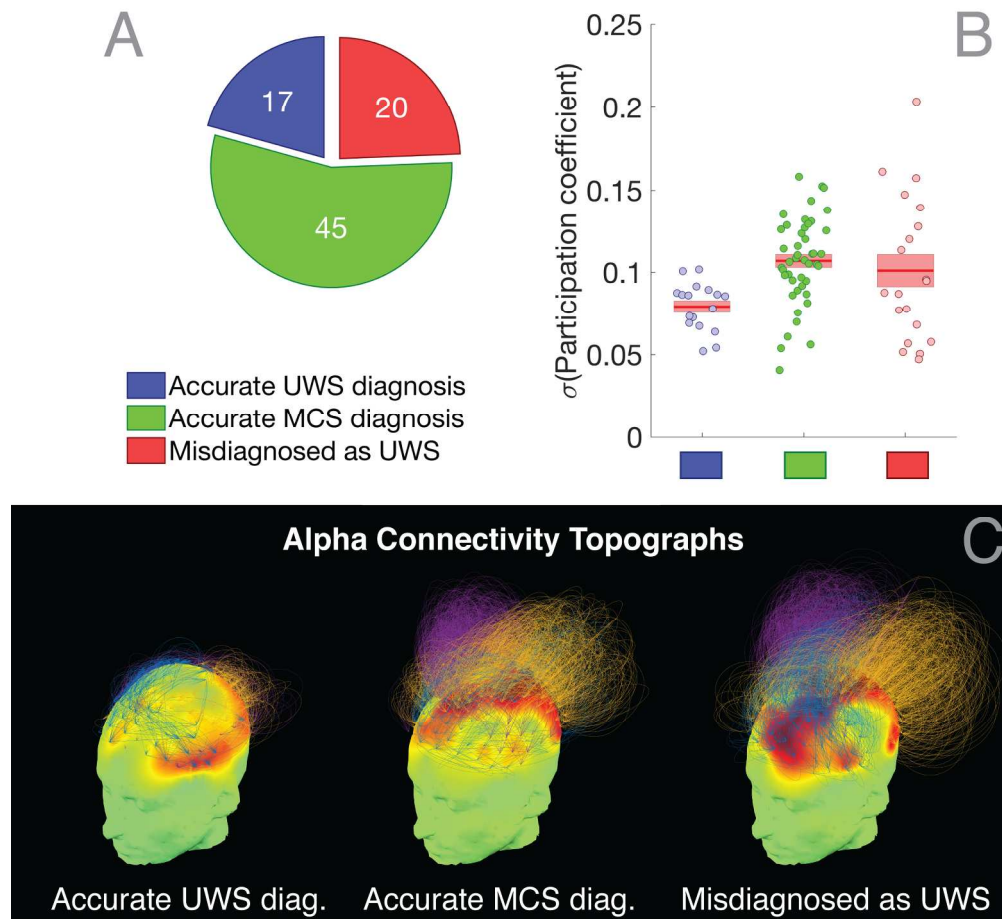 A
17
20
45
Accurate UWS diagnosis
Accurate MCS diagnosis
Misdiagnosed as UWS
B
σ(Participation coefficient)
0.25
0.2
0.15
0.1
0.05
0
Alpha Connectivity Topographs
C
Accurate UWS diag.
Accurate MCS diag.
Misdiagnosed as UWS